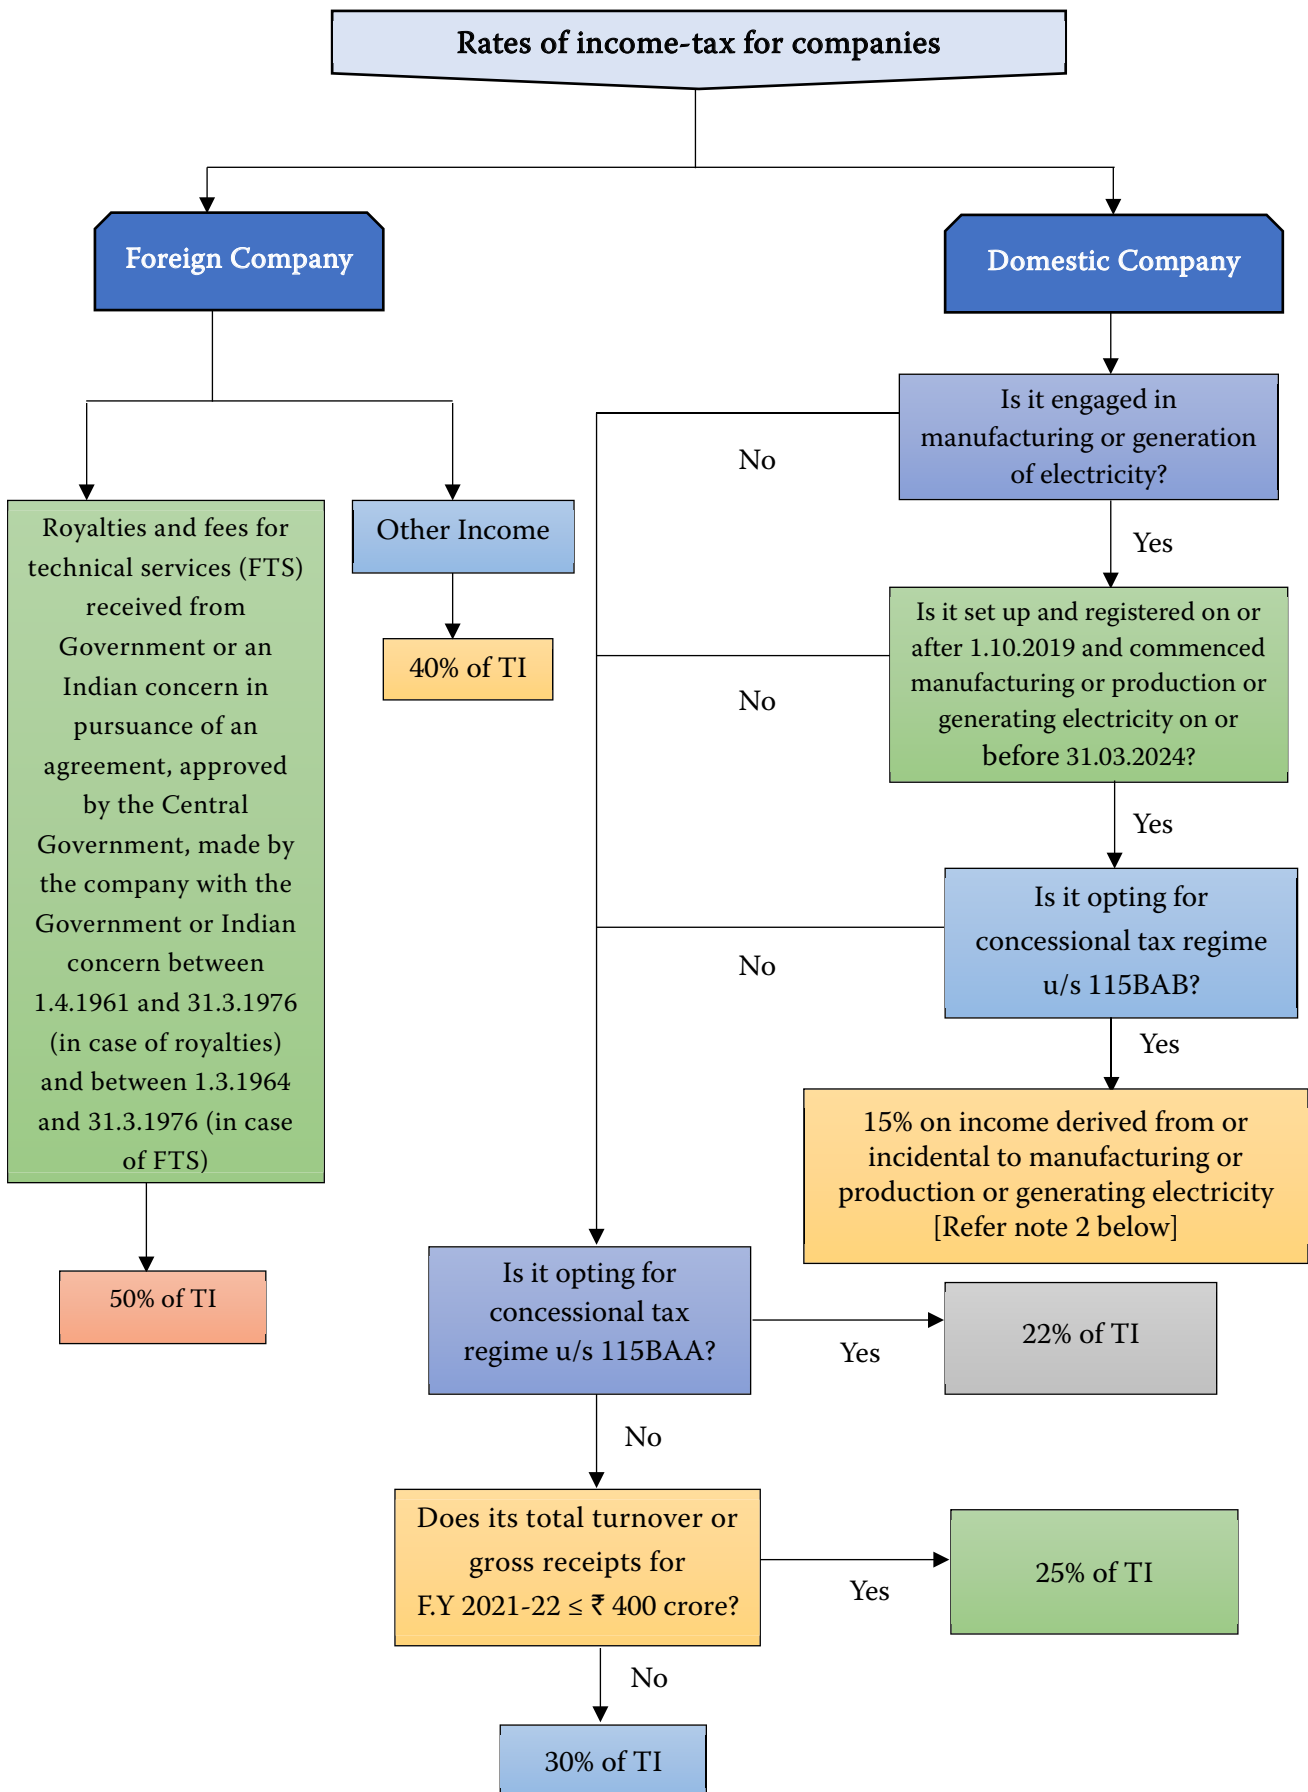 Rates of income-tax for companies
Foreign Company
Domestic Company
Royalties and fees for
technical services (FTS)
received from
Government or an
Indian concern in
pursuance of an
agreement, approved
by the Central
Government, made by
the company with the
Government or Indian
concern between
1.4.1961 and 31.3.1976
(in case of royalties)
and between 1.3.1964
and 31.3.1976 (in case
of FTS)
50% of TI
Other Income
40% of TI
Is it engaged in
manufacturing or generation
of electricity?
No
Yes
Is it set up and registered on or
after 1.10.2019 and commenced
manufacturing or production or
generating electricity on or
before 31.03.2024?
No
Yes
Is it opting for
concessional tax regime
u/s 115BAB?
No
Yes
15% on income derived from or
incidental to manufacturing or
production or generating electricity
[Refer note 2 below]
Is it opting for
concessional tax
regime u/s 115BAA?
Yes
22% of TI
No
Does its total turnover or
gross receipts for
F.Y 2021-22 ≤ ₹ 400 crore?
Yes
25% of TI
No
30% of TI